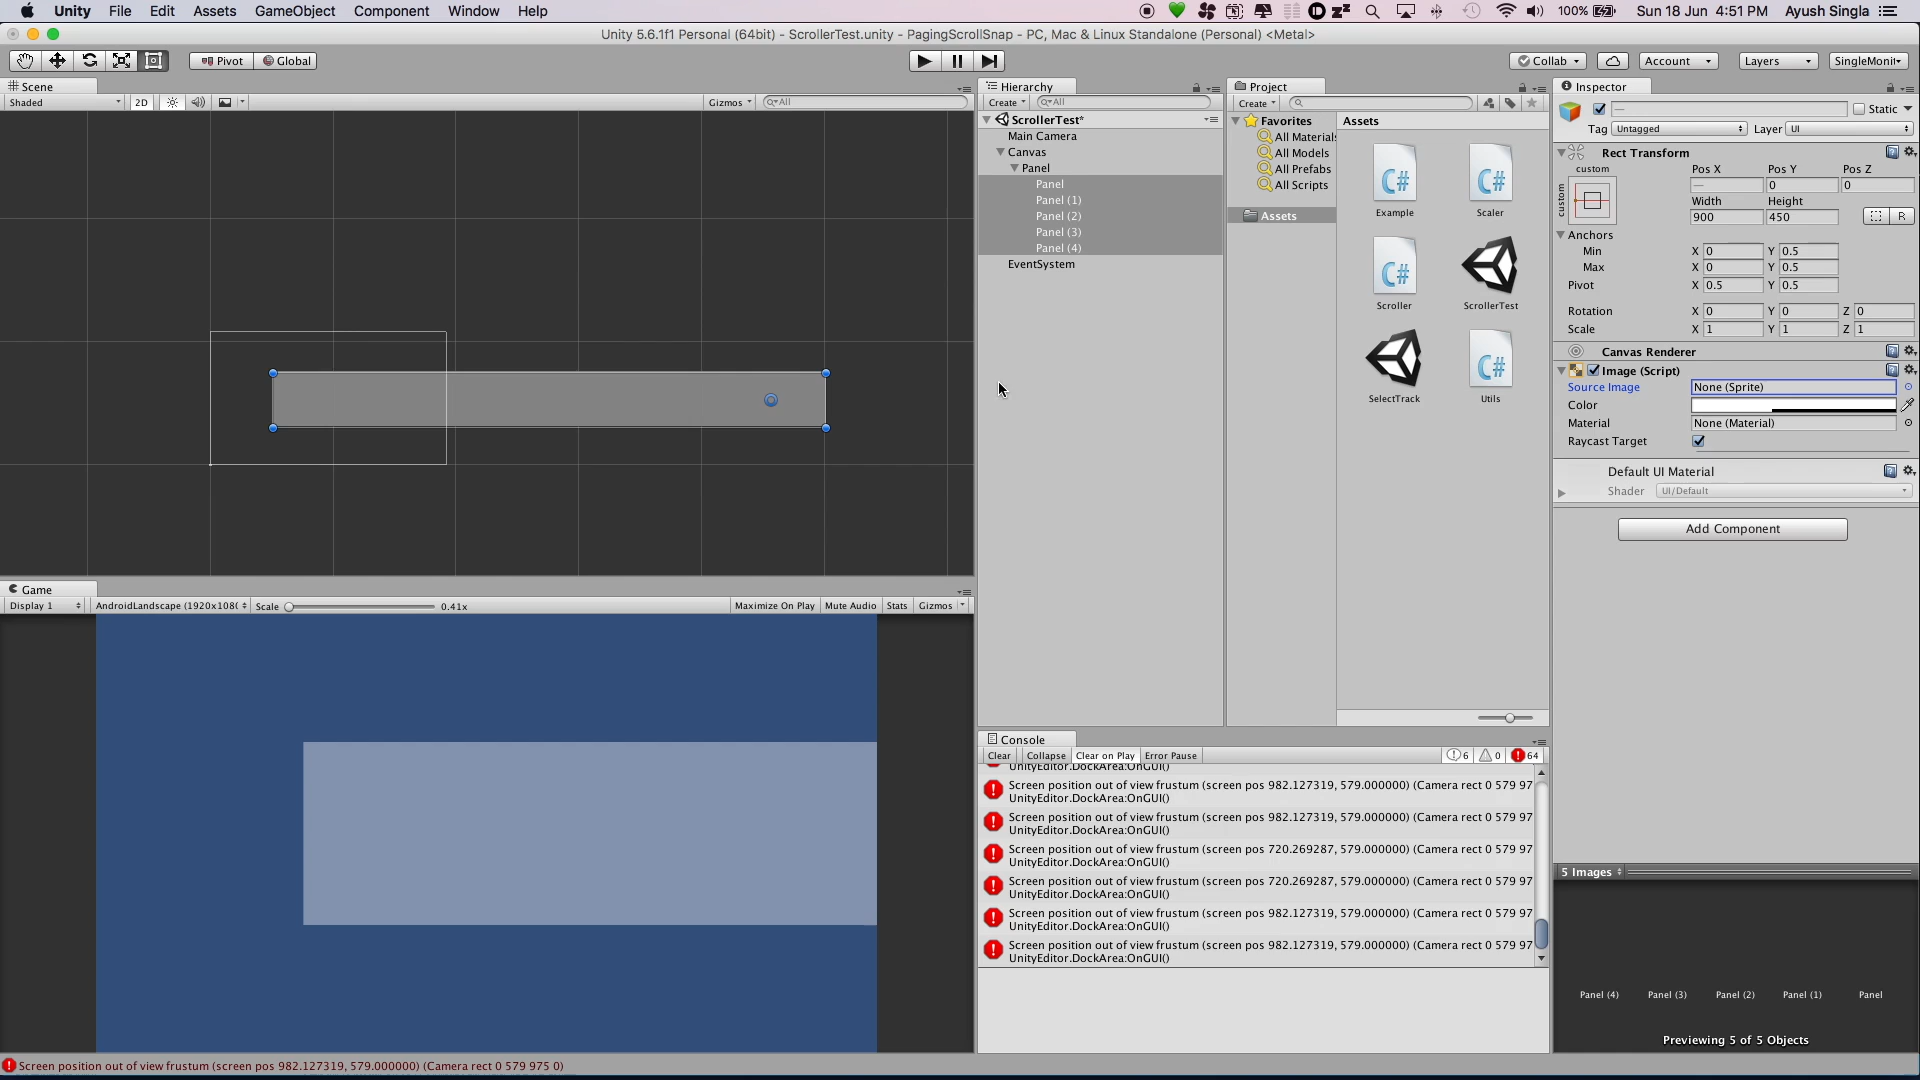 Unity File Edit Assets GameObject Component Window Help 100% Sun 18 Jun 4:51 PM Ayush Singla
Unity 5.6.1f1 Personal (64bit) - ScrollerTest.unity - PagingScrollSnap - PC, Mac & Linux Standalone (Personal) <Metal>
Pivot Global Collab Account Layers SingleMonit
Scene
Shaded 2D Gizmos All
Hierarchy
Create All
ScrollerTest*
Main Camera
Canvas
Panel
Panel
Panel (1)
Panel (2)
Panel (3)
Panel (4)
EventSystem
Project
Create
Favorites
All Materials
All Models
All Prefabs
All Scripts
Assets
Assets
C# C#
Example Scaler
C#
Scroller ScrollerTest
C#
SelectTrack Utils
Inspector
— Static
Tag Untagged Layer UI
Rect Transform
custom
custom
Pos X Pos Y Pos Z
— 0 0
Width Height
900 450 R
Anchors
Min X 0 Y 0.5
Max X 0 Y 0.5
Pivot X 0.5 Y 0.5
Rotation X 0 Y 0 Z 0
Scale X 1 Y 1 Z 1
Canvas Renderer
Image (Script)
Source Image None (Sprite)
Color
Material None (Material)
Raycast Target
Default UI Material
Shader UI/Default
Add Component
Game
Display 1 AndroidLandscape (1920x108( Scale 0.41x Maximize On Play Mute Audio Stats Gizmos
Console
Clear Collapse Clear on Play Error Pause 6 0 64
UnityEditor.DockArea:OnGUI()
Screen position out of view frustum (screen pos 982.127319, 579.000000) (Camera rect 0 579 97
UnityEditor.DockArea:OnGUI()
Screen position out of view frustum (screen pos 982.127319, 579.000000) (Camera rect 0 579 97
UnityEditor.DockArea:OnGUI()
Screen position out of view frustum (screen pos 720.269287, 579.000000) (Camera rect 0 579 97
UnityEditor.DockArea:OnGUI()
Screen position out of view frustum (screen pos 720.269287, 579.000000) (Camera rect 0 579 97
UnityEditor.DockArea:OnGUI()
Screen position out of view frustum (screen pos 982.127319, 579.000000) (Camera rect 0 579 97
UnityEditor.DockArea:OnGUI()
Screen position out of view frustum (screen pos 982.127319, 579.000000) (Camera rect 0 579 97
UnityEditor.DockArea:OnGUI()
5 Images
Panel (4) Panel (3) Panel (2) Panel (1) Panel
Previewing 5 of 5 Objects
Screen position out of view frustum (screen pos 982.127319, 579.000000) (Camera rect 0 579 975 0)